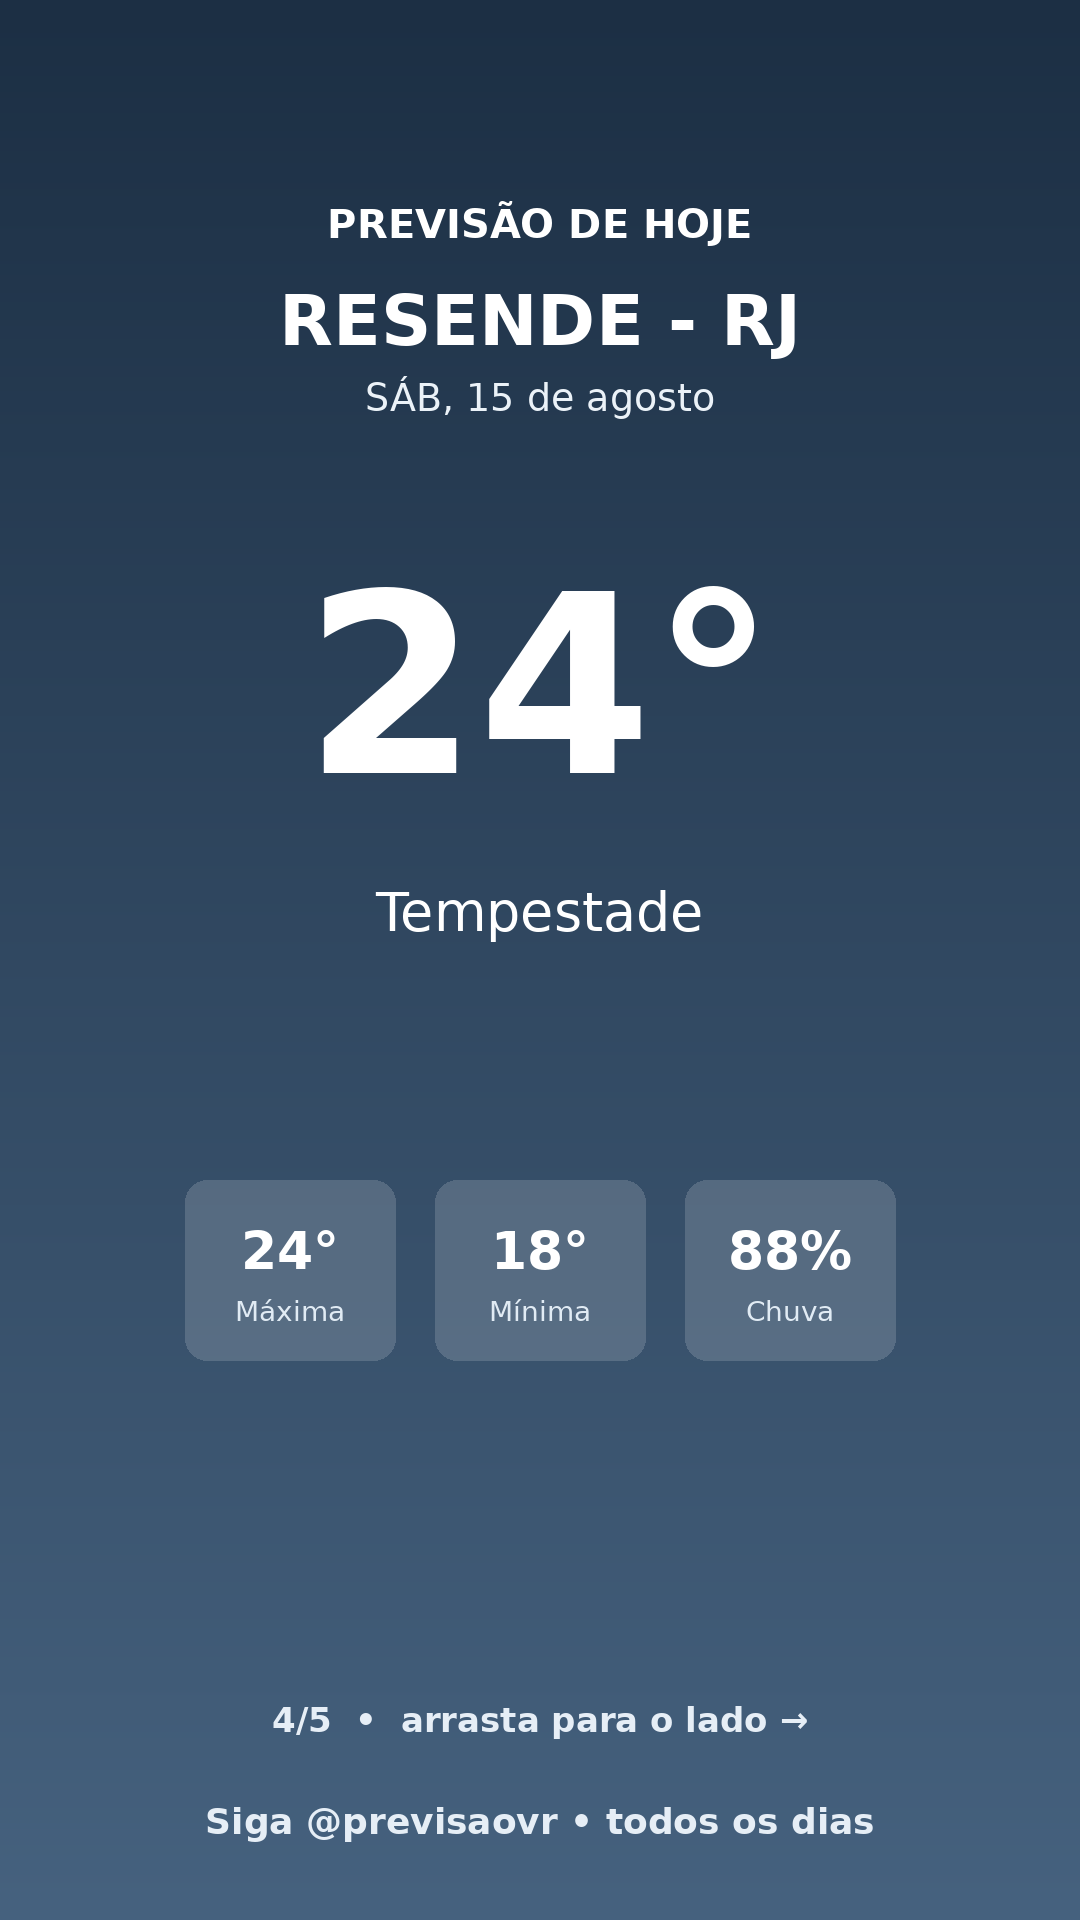 PREVISÃO DE HOJE
RESENDE - RJ
SÁB, 15 de agosto
24°
Tempestade
24°
Máxima
18°
Mínima
88%
Chuva
4/5 • arrasta para o lado →
Siga @previsaovr • todos os dias